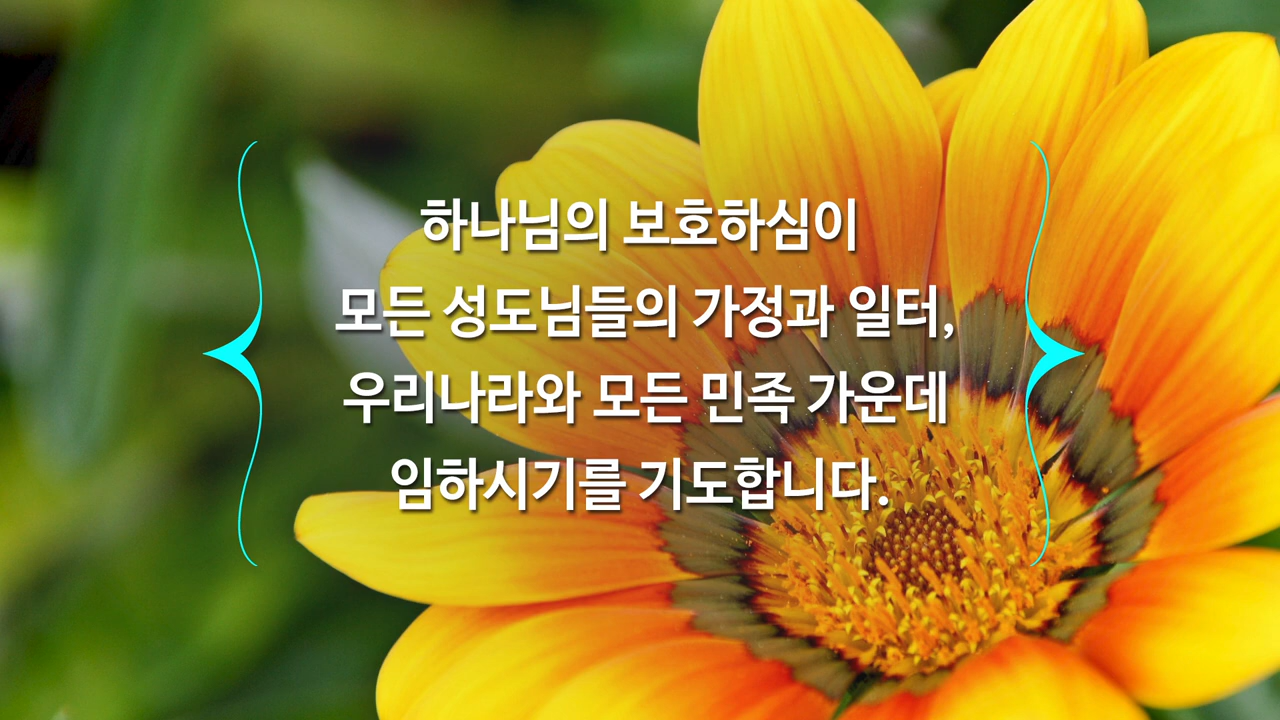 하나님의 보호하심이
모든 성도님들의 가정과 일터,
우리나라와 모든 민족 가운데
임하시기를 기도합니다.